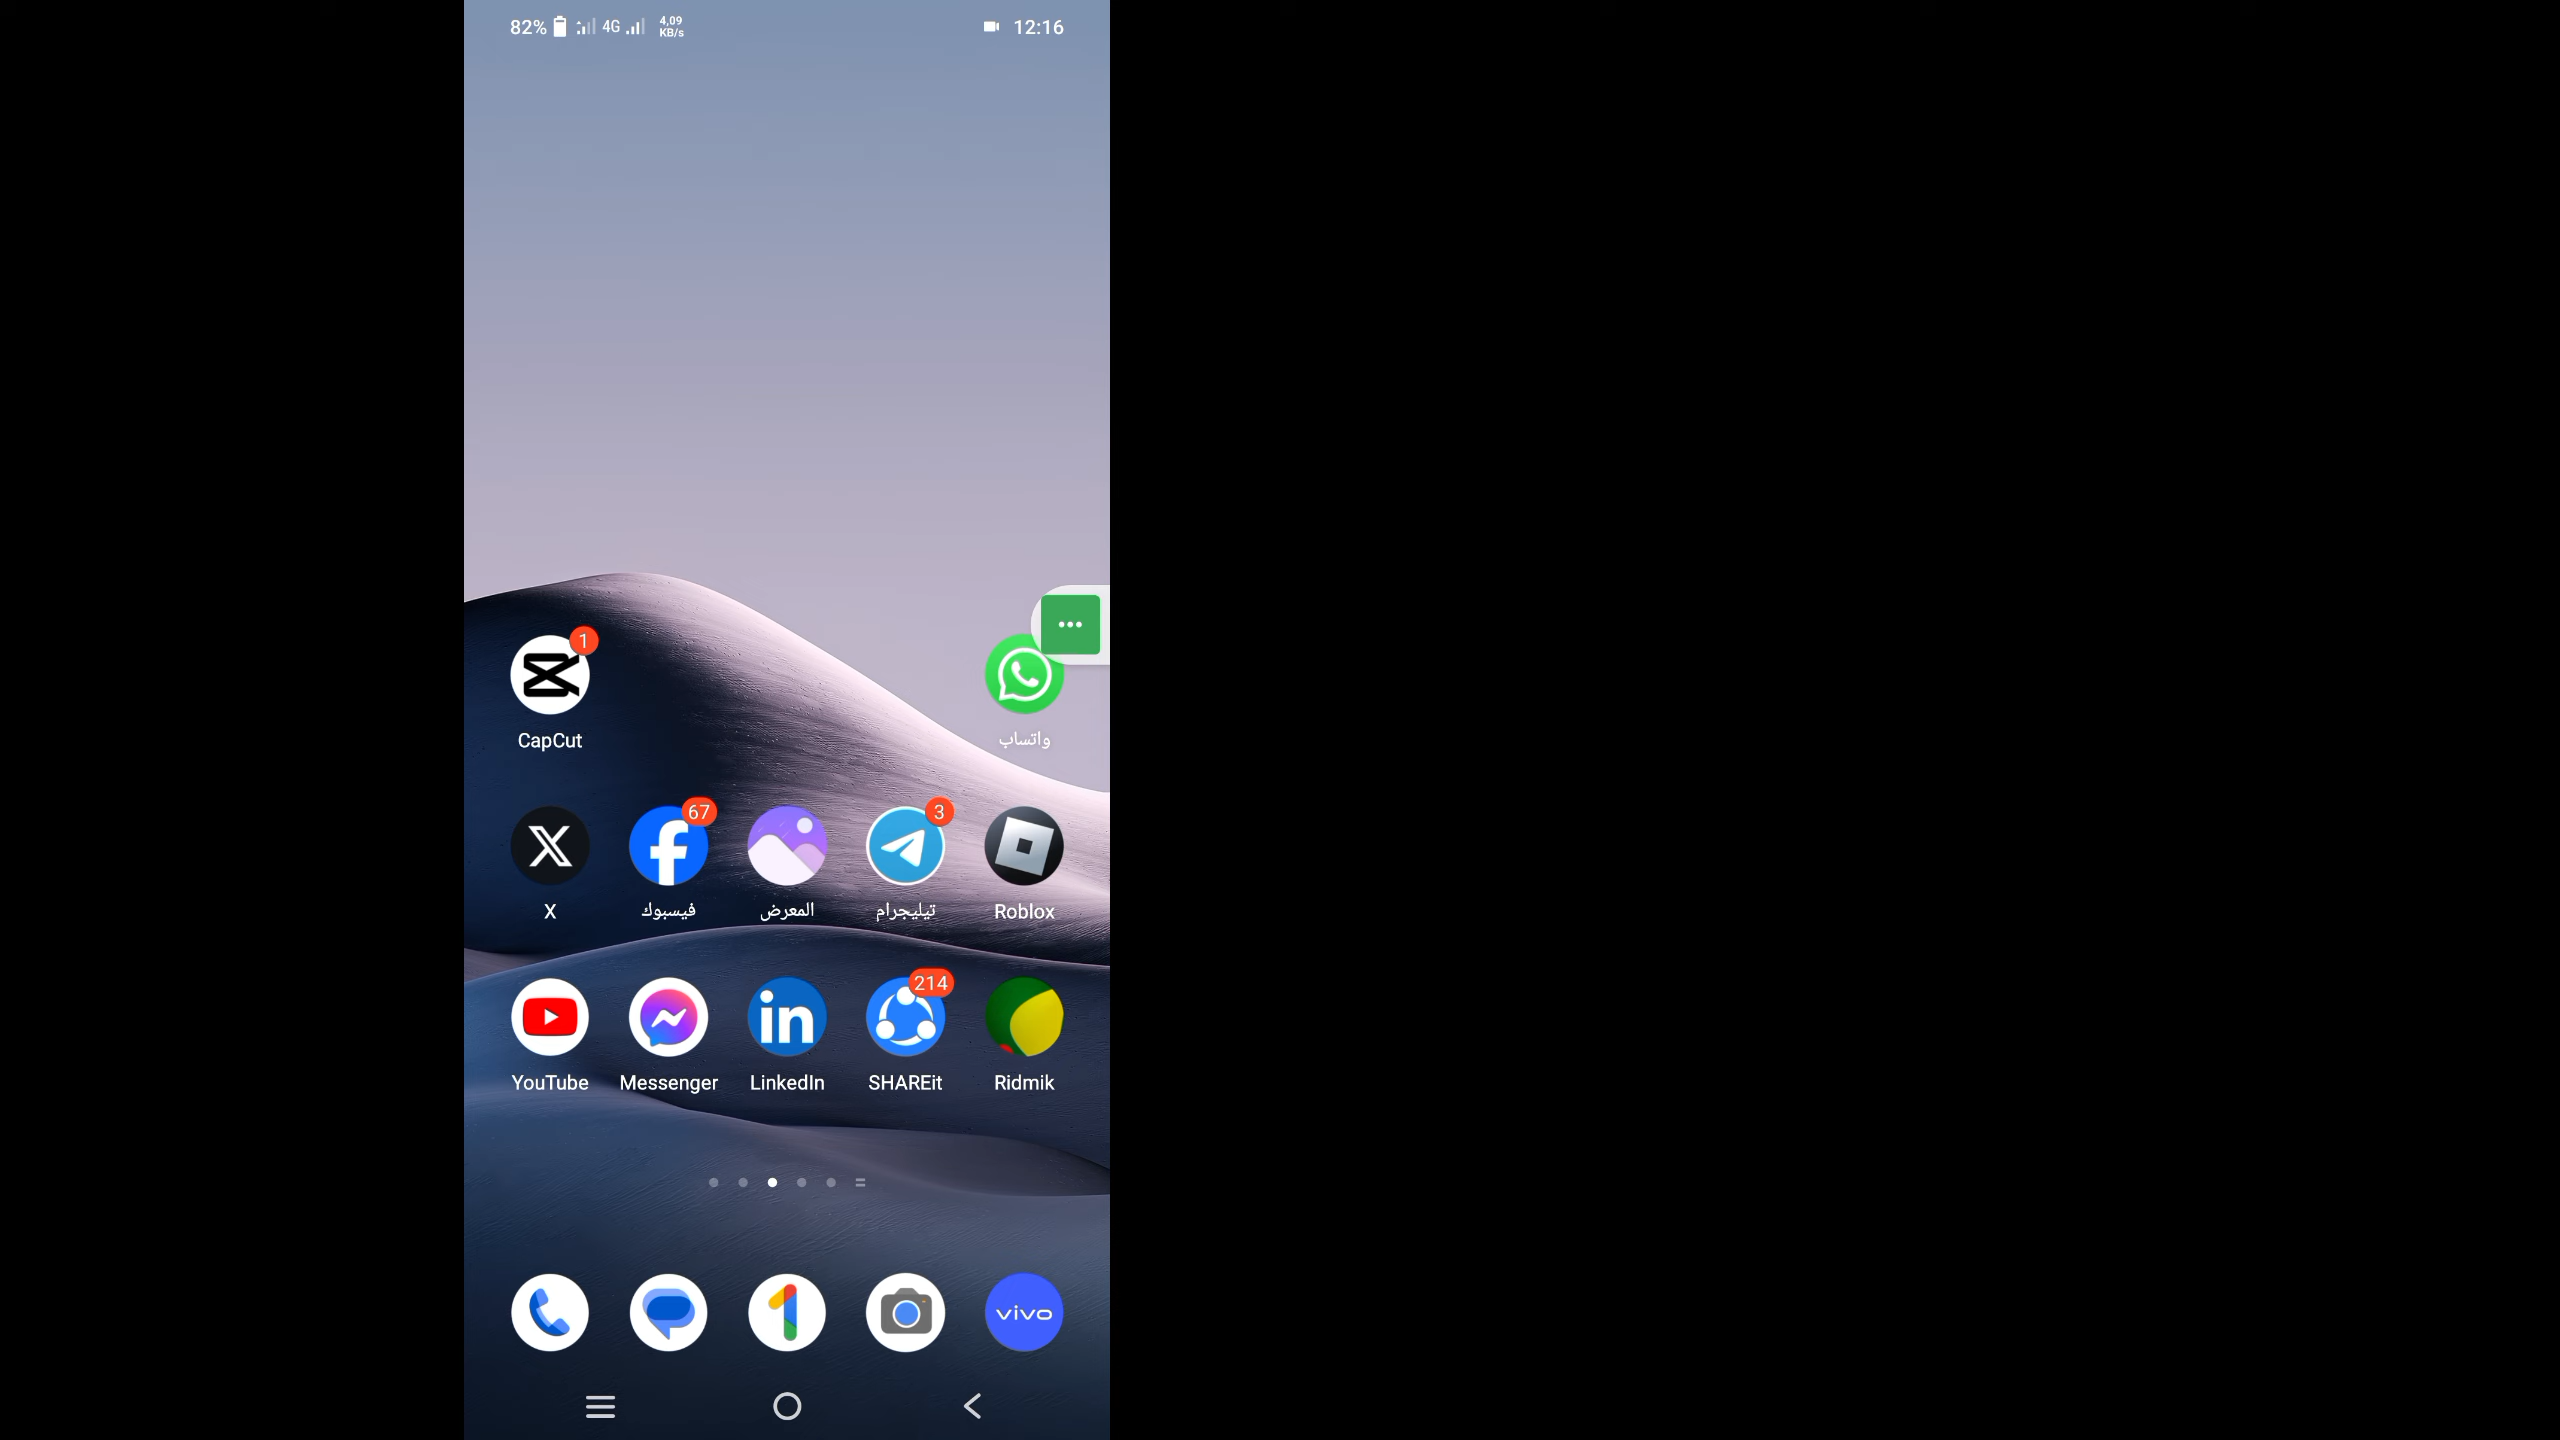 82% 4G 4,09 KB/s 12:16
1
CapCut واتساب
67 3
X فيسبوك المعرض تيليجرام Roblox
in 214
YouTube Messenger LinkedIn SHAREit Ridmik
vivo